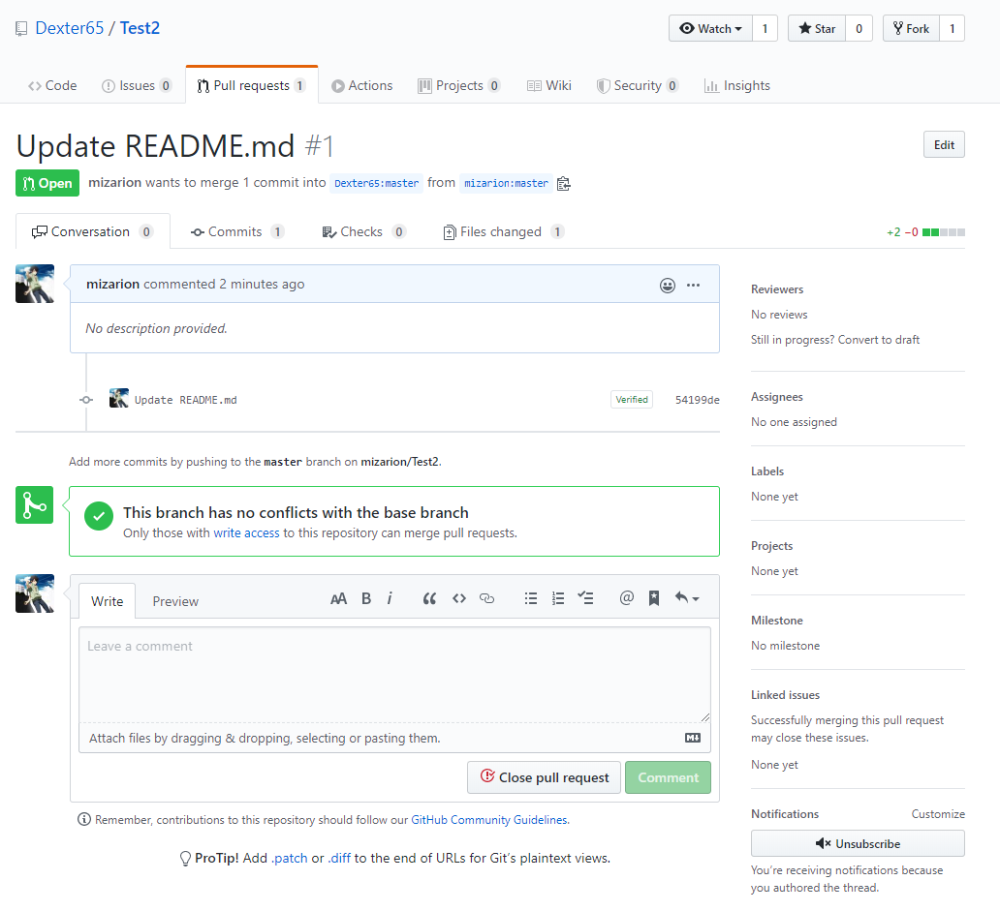 Dexter65 / Test2
Watch 1
Star 0
Fork 1
Code
Issues 0
Pull requests 1
Actions
Projects 0
Wiki
Security 0
Insights
Update README.md #1
Edit
Open
mizarion wants to merge 1 commit into Dexter65:master from mizarion:master
Conversation 0
Commits 1
Checks 0
Files changed 1
+2 −0
mizarion commented 2 minutes ago
No description provided.
Update README.md
Verified
54199de
Add more commits by pushing to the master branch on mizarion/Test2.
This branch has no conflicts with the base branch
Only those with write access to this repository can merge pull requests.
Write
Preview
AA B i “ <> @
Leave a comment
Attach files by dragging & dropping, selecting or pasting them.
M
Close pull request
Comment
Remember, contributions to this repository should follow our GitHub Community Guidelines.
ProTip! Add .patch or .diff to the end of URLs for Git’s plaintext views.
Reviewers
No reviews
Still in progress? Convert to draft
Assignees
No one assigned
Labels
None yet
Projects
None yet
Milestone
No milestone
Linked issues
Successfully merging this pull request
may close these issues.
None yet
Notifications
Customize
Unsubscribe
You’re receiving notifications because
you authored the thread.